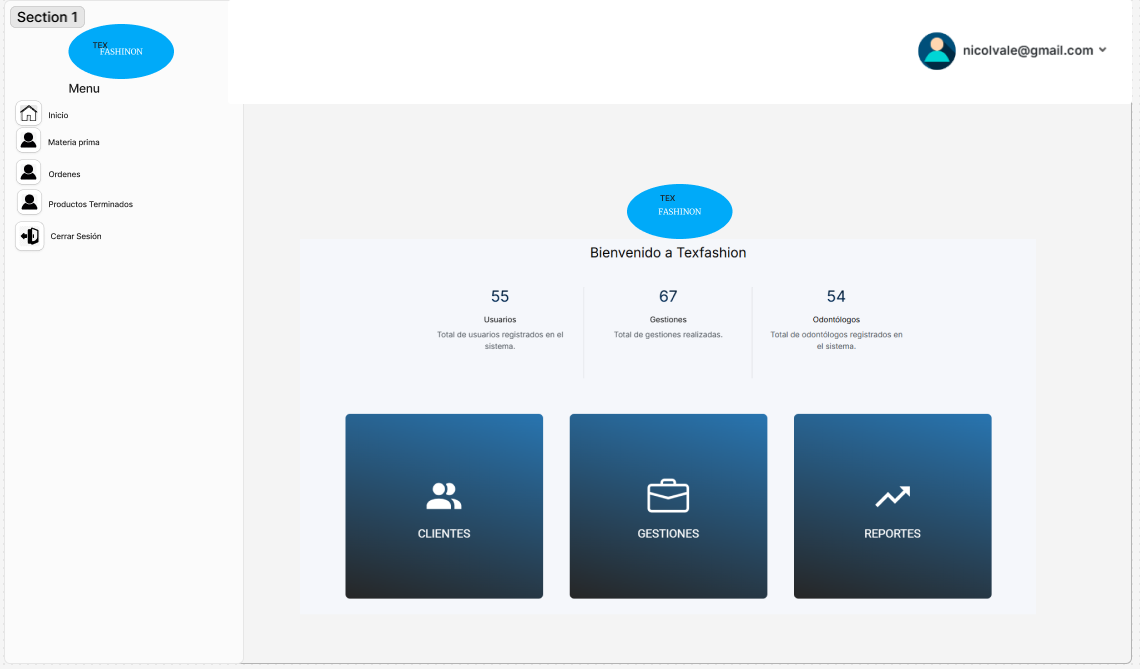 Section 1
TEX
FASHINON
nicolvale@gmail.com
Menu
Inicio
Materia prima
Ordenes
Productos Terminados
Cerrar Sesión
TEX
FASHINON
Bienvenido a Texfashion
55
Usuarios
Total de usuarios registrados en el
sistema.
67
Gestiones
Total de gestiones realizadas.
54
Odontólogos
Total de odontólogos registrados en
el sistema.
CLIENTES
GESTIONES
REPORTES